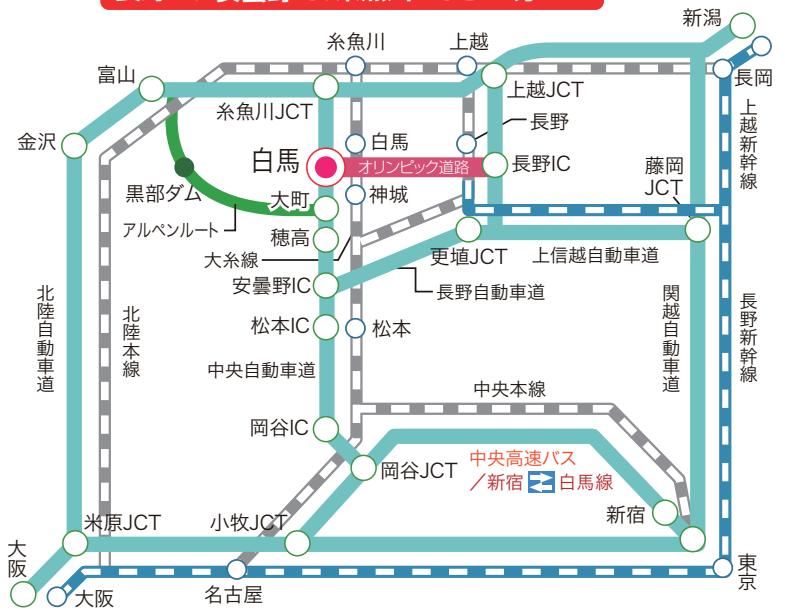 新潟
糸魚川
上越
長岡
富山
糸魚川JCT
上越JCT
上越新幹線
金沢
白馬
長野
白馬
オリンピック道路
長野IC
藤岡
JCT
黒部ダム
大町
神城
アルペンルート
穂高
大糸線
更埴JCT
上信越自動車道
安曇野IC
長野自動車道
北陸自動車道
北陸本線
関越自動車道
長野新幹線
松本IC
松本
中央自動車道
中央本線
岡谷IC
岡谷JCT
中央高速バス
/新宿
白馬線
新宿
米原JCT
小牧JCT
大阪
大阪
名古屋
東京